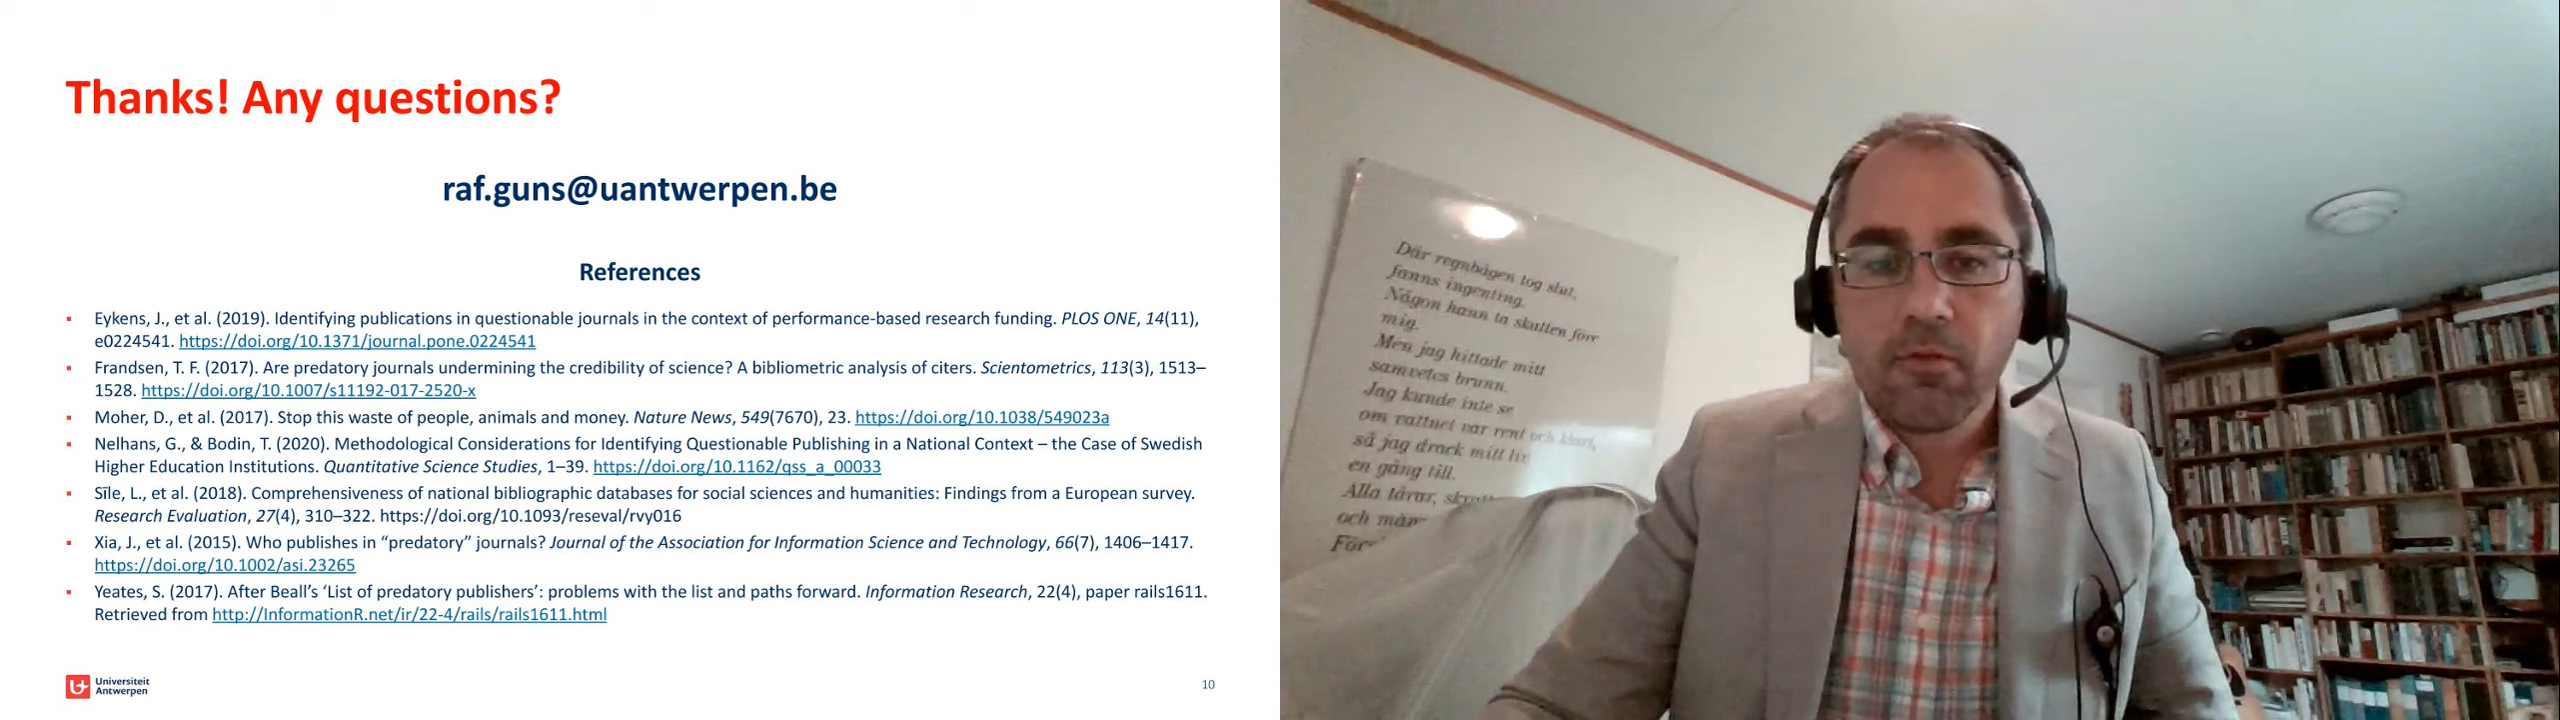 Thanks! Any questions?
raf.guns@uantwerpen.be
References
▪ Eykens, J., et al. (2019). Identifying publications in questionable journals in the context of performance-based research funding. PLOS ONE, 14(11),
e0224541. https://doi.org/10.1371/journal.pone.0224541
▪ Frandsen, T. F. (2017). Are predatory journals undermining the credibility of science? A bibliometric analysis of citers. Scientometrics, 113(3), 1513–
1528. https://doi.org/10.1007/s11192-017-2520-x
▪ Moher, D., et al. (2017). Stop this waste of people, animals and money. Nature News, 549(7670), 23. https://doi.org/10.1038/549023a
▪ Nelhans, G., & Bodin, T. (2020). Methodological Considerations for Identifying Questionable Publishing in a National Context – the Case of Swedish
Higher Education Institutions. Quantitative Science Studies, 1–39. https://doi.org/10.1162/qss_a_00033
▪ Sīle, L., et al. (2018). Comprehensiveness of national bibliographic databases for social sciences and humanities: Findings from a European survey.
Research Evaluation, 27(4), 310–322. https://doi.org/10.1093/reseval/rvy016
▪ Xia, J., et al. (2015). Who publishes in “predatory” journals? Journal of the Association for Information Science and Technology, 66(7), 1406–1417.
https://doi.org/10.1002/asi.23265
▪ Yeates, S. (2017). After Beall’s ‘List of predatory publishers’: problems with the list and paths forward. Information Research, 22(4), paper rails1611.
Retrieved from http://InformationR.net/ir/22-4/rails/rails1611.html
Universiteit
Antwerpen
10
Där regnbågen tog slut,
fanns ingenting.
Någon hann ta skatten före
mig.
Men jag hittade mitt
samvetes brunn.
Jag kunde inte se
om vattnet var rent och klart,
så jag drack mitt
en gång till.
Alla tårar,
och